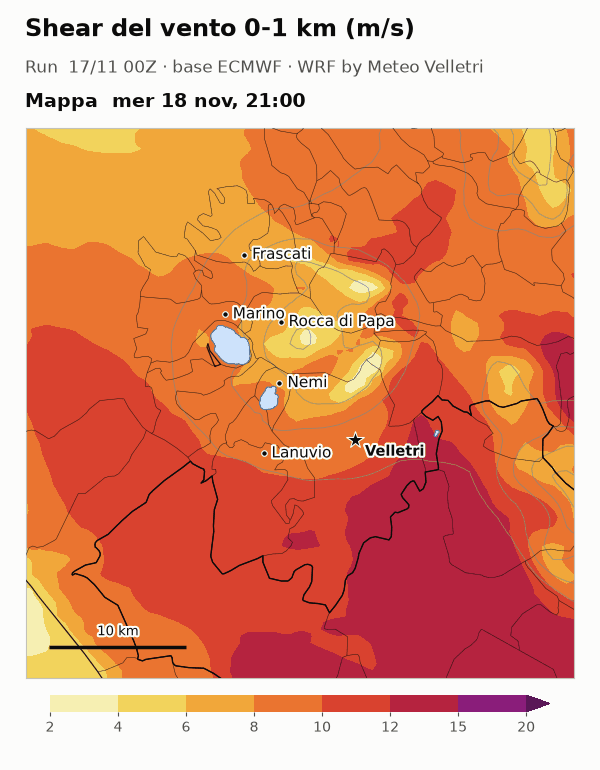 Shear del vento 0-1 km (m/s)
Run  17/11 00Z · base ECMWF · WRF by Meteo Velletri
Mappa  mer 18 nov, 21:00
Frascati
Marino
Rocca di Papa
Nemi
Velletri
Lanuvio
10 km
2 4 6 8 10 12 15 20